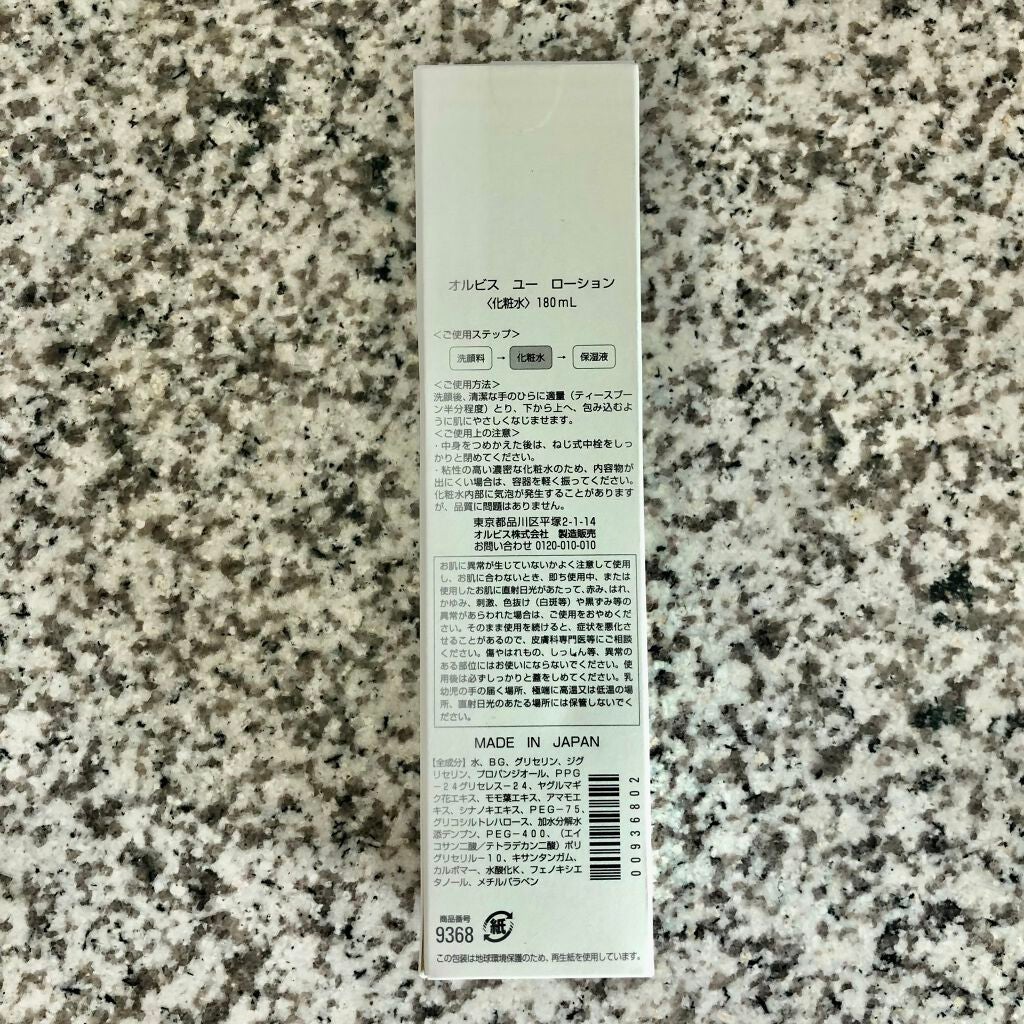 オルビス ユー ローション
〈化粧水〉180mL
＜ご使用ステップ＞
洗顔料 → 化粧水 → 保湿液
＜ご使用方法＞
洗顔後、清潔な手のひらに適量（ティースプー
ン半分程度）とり、下から上へ、包み込むよ
うに肌にやさしくなじませます。
＜ご使用上の注意＞
・中身をつめかえた後は、ねじ式中栓をしっ
かりと閉めてください。
・粘性の高い濃密な化粧水のため、内容物が
出にくい場合は、容器を軽く振ってください。
化粧水内部に気泡が発生することがあります
が、品質に問題はありません。
東京都品川区平塚2-1-14
オルビス株式会社 製造販売
お問い合わせ 0120-010-010
お肌に異常が生じていないかよく注意して使用
し、お肌に合わないとき、即ち使用中、または
使用したお肌に直射日光があたって、赤み、はれ、
かゆみ、刺激、色抜け（白斑等）や黒ずみ等の
異常があらわれた場合は、ご使用をおやめくだ
さい。そのまま使用を続けると、症状を悪化さ
せることがあるので、皮膚科専門医等にご相談
ください。傷やはれもの、しっしん等、異常の
ある部位にはお使いにならないでください。使
用後は必ずしっかりと蓋をしめてください。乳
幼児の手の届く場所、極端に高温又は低温の場
所、直射日光のあたる場所には保管しないでく
ださい。
MADE IN JAPAN
【全成分】水、BG、グリセリン、ジグ
リセリン、プロパンジオール、PPG
－24グリセレス－24、ヤグルマギ
ク花エキス、モモ葉エキス、アマモエ
キス、シナノキエキス、PEG－75、
グリコシルトレハロース、加水分解水
添デンプン、PEG－400、（エイ
コサン二酸／テトラデカン二酸）ポリ
グリセリル－10、キサンタンガム、
カルボマー、水酸化K、フェノキシエ
タノール、メチルパラベン
00936802
商品番号
9368
紙
この包装は地球環境保護のため、再生紙を使用しています。